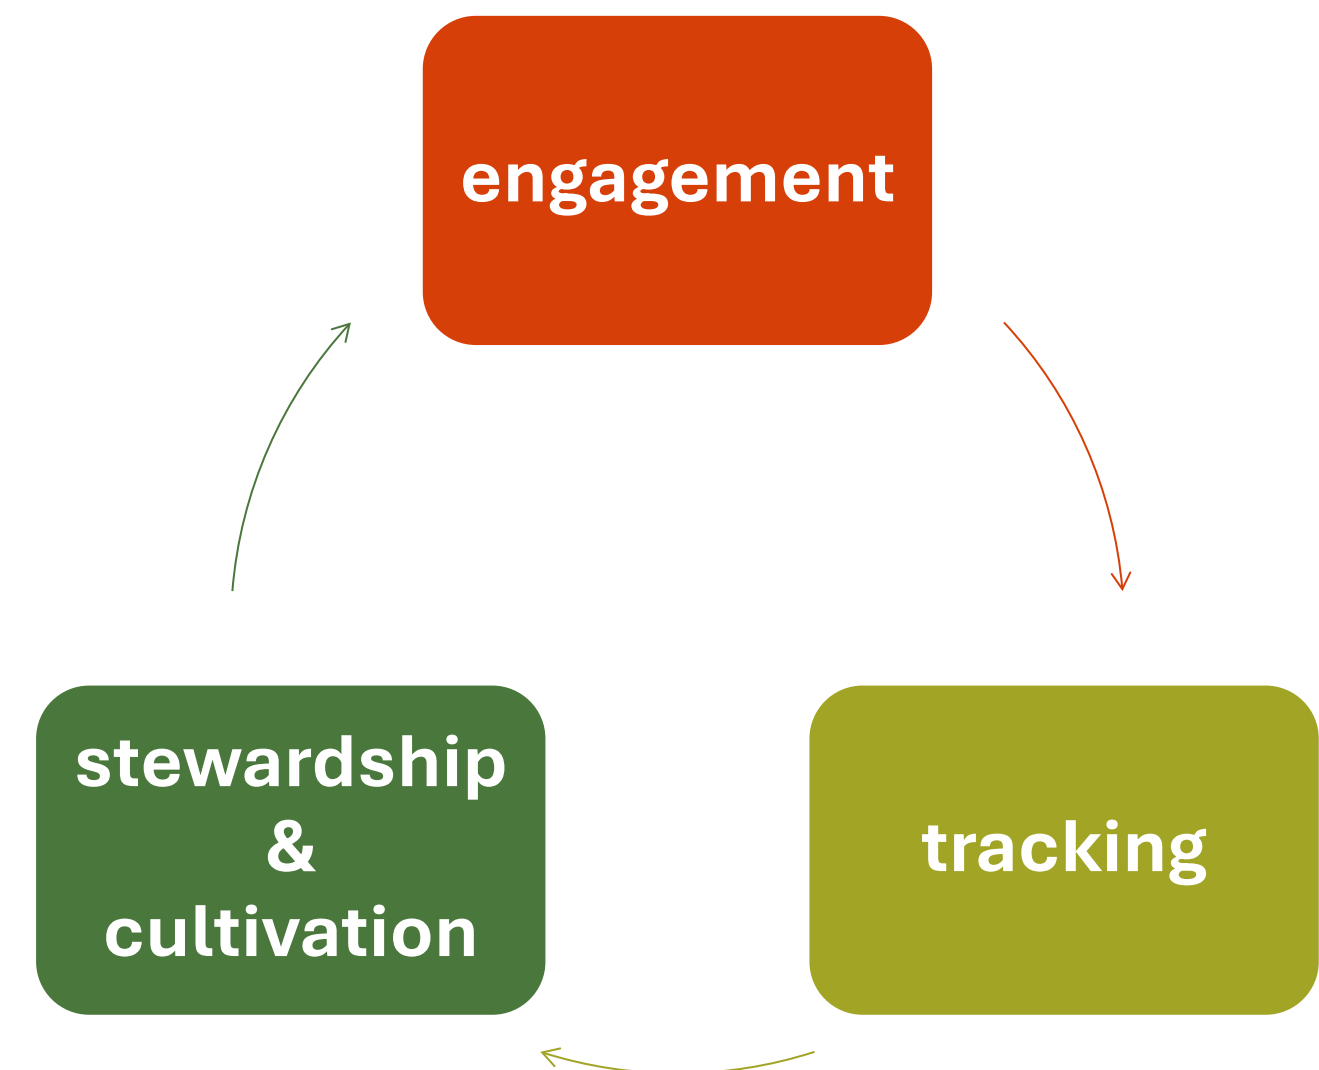 engagement
stewardship
&
cultivation
tracking